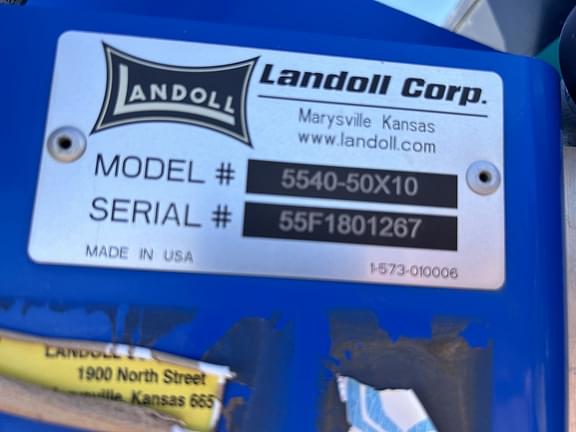 LANDOLL
Landoll Corp.
Marysville Kansas
www.landoll.com
MODEL # 5540-50X10
SERIAL # 55F1801267
MADE IN USA
1-573-010006
1900 North Street
Kansas 665